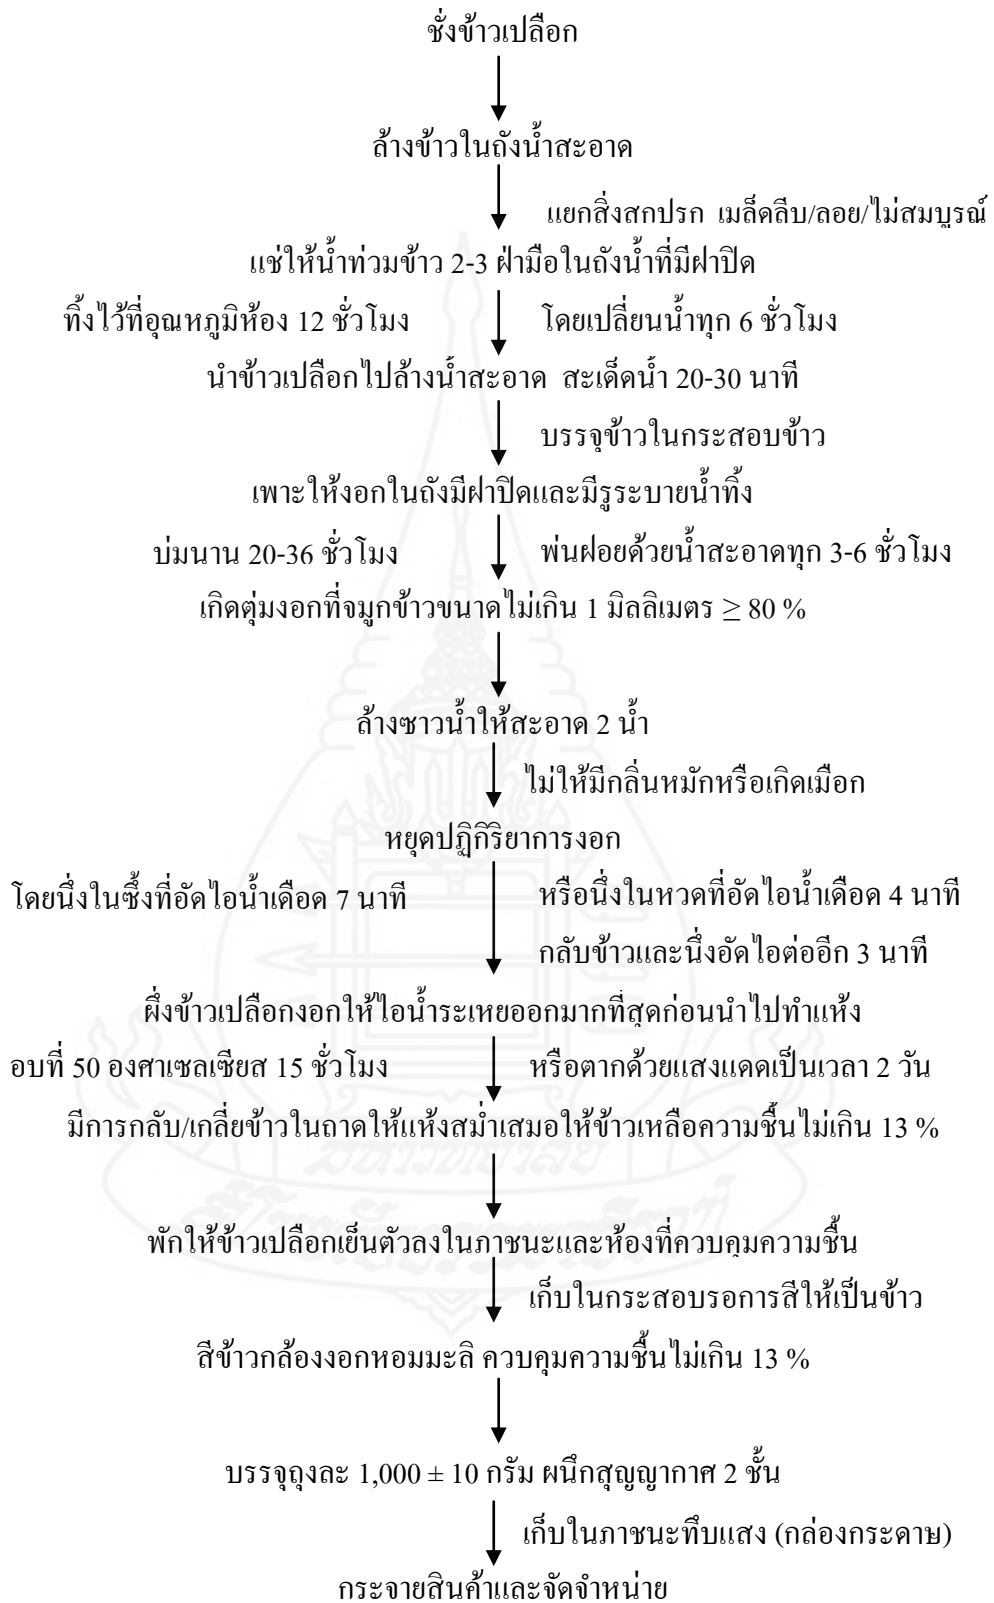 ชั่งข้าวเปลือก
ล้างข้าวในถังน้ำสะอาด
แยกสิ่งสกปรก เมล็ดลีบ/ลอย/ไม่สมบูรณ์
แช่ให้น้ำท่วมข้าว 2-3 ฝ่ามือในถังน้ำที่มีฝาปิด
ทิ้งไว้ที่อุณหภูมิห้อง 12 ชั่วโมง โดยเปลี่ยนน้ำทุก 6 ชั่วโมง
นำข้าวเปลือกไปล้างน้ำสะอาด สะเด็ดน้ำ 20-30 นาที
บรรจุข้าวในกระสอบข้าว
เพาะให้งอกในถังมีฝาปิดและมีรูระบายน้ำทิ้ง
บ่มนาน 20-36 ชั่วโมง พ่นฝอยด้วยน้ำสะอาดทุก 3-6 ชั่วโมง
เกิดตุ่มงอกที่จมูกข้าวขนาดไม่เกิน 1 มิลลิเมตร ≥ 80 %
ล้างซาวน้ำให้สะอาด 2 น้ำ
ไม่ให้มีกลิ่นหมักหรือเกิดเมือก
หยุดปฏิกิริยาการงอก
โดยนึ่งในซึ้งที่อัดไอน้ำเดือด 7 นาที หรือนึ่งในหวดที่อัดไอน้ำเดือด 4 นาที
กลับข้าวและนึ่งอัดไอต่ออีก 3 นาที
ผึ่งข้าวเปลือกงอกให้ไอน้ำระเหยออกมากที่สุดก่อนนำไปทำแห้ง
อบที่ 50 องศาเซลเซียส 15 ชั่วโมง หรือตากด้วยแสงแดดเป็นเวลา 2 วัน
มีการกลับ/เกลี่ยข้าวในถาดให้แห้งสม่ำเสมอให้ข้าวเหลือความชื้นไม่เกิน 13 %
พักให้ข้าวเปลือกเย็นตัวลงในภาชนะและห้องที่ควบคุมความชื้น
เก็บในกระสอบรอการสีให้เป็นข้าว
สีข้าวกล้องงอกหอมมะลิ ควบคุมความชื้นไม่เกิน 13 %
บรรจุถุงละ 1,000 ± 10 กรัม ผนึกสุญญากาศ 2 ชั้น
เก็บในภาชนะทึบแสง (กล่องกระดาษ)
กระจายสินค้าและจัดจำหน่าย